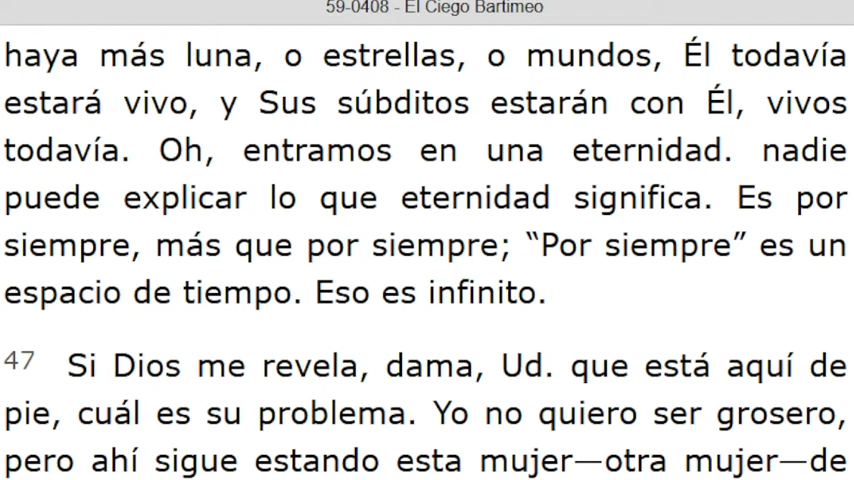 59-0408 - El Ciego Bartimeo
haya más luna, o estrellas, o mundos, Él todavía
estará vivo, y Sus súbditos estarán con Él, vivos
todavía. Oh, entramos en una eternidad. nadie
puede explicar lo que eternidad significa. Es por
siempre, más que por siempre; “Por siempre” es un
espacio de tiempo. Eso es infinito.
47 Si Dios me revela, dama, Ud. que está aquí de
pie, cuál es su problema. Yo no quiero ser grosero,
pero ahí sigue estando esta mujer—otra mujer—de